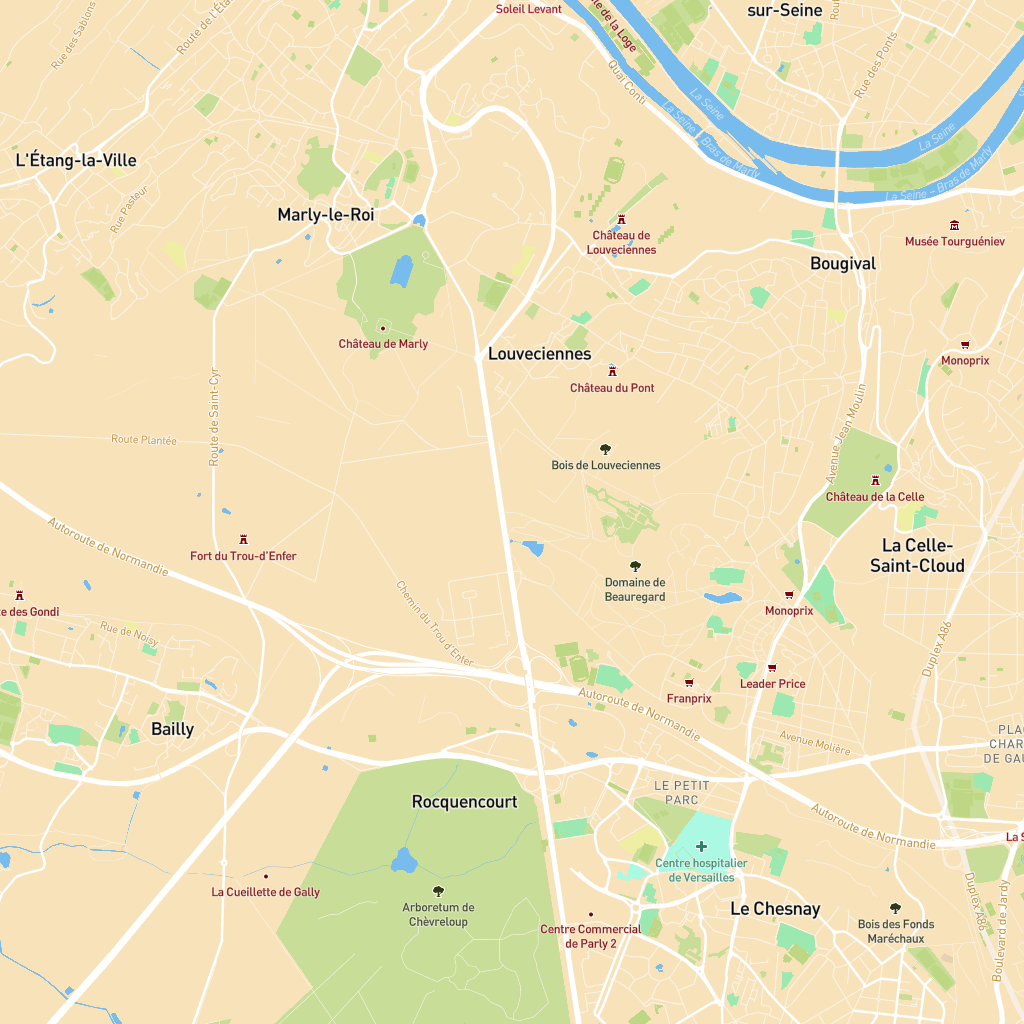 Soleil Levant
sur-Seine
Rue des Sablons
Quai Conti
Rue des Ponts
La Seine
La Seine - Bras de Marly
La Seine
La Seine - Bras de Marly
L'Étang-la-Ville
Rue Pasteur
Marly-le-Roi
Château de
Louveciennes
Musée Tourguéniev
Bougival
Château de Marly
Louveciennes
Monoprix
Château du Pont
Route de Saint-Cyr
Avenue Jean Moulin
Route Plantée
Bois de Louveciennes
Château de la Celle
Autoroute de Normandie
Fort du Trou-d'Enfer
La Celle-
Saint-Cloud
Domaine de
Beauregard
Chemin du Trou d'Enfer
te des Gondi
Monoprix
Rue de Noisy
Duplex A86
Leader Price
Franprix
Autoroute de Normandie
Bailly
Avenue Molière
PLAC
CHAR
DE GAU
LE PETIT
PARC
Rocquencourt
Autoroute de Normandie
La S
Centre hospitalier
de Versailles
La Cueillette de Gally
Arboretum de
Chèvreloup
Le Chesnay
Duplex A86
Boulevard de Jardy
Centre Commercial
de Parly 2
Bois des Fonds
Maréchaux